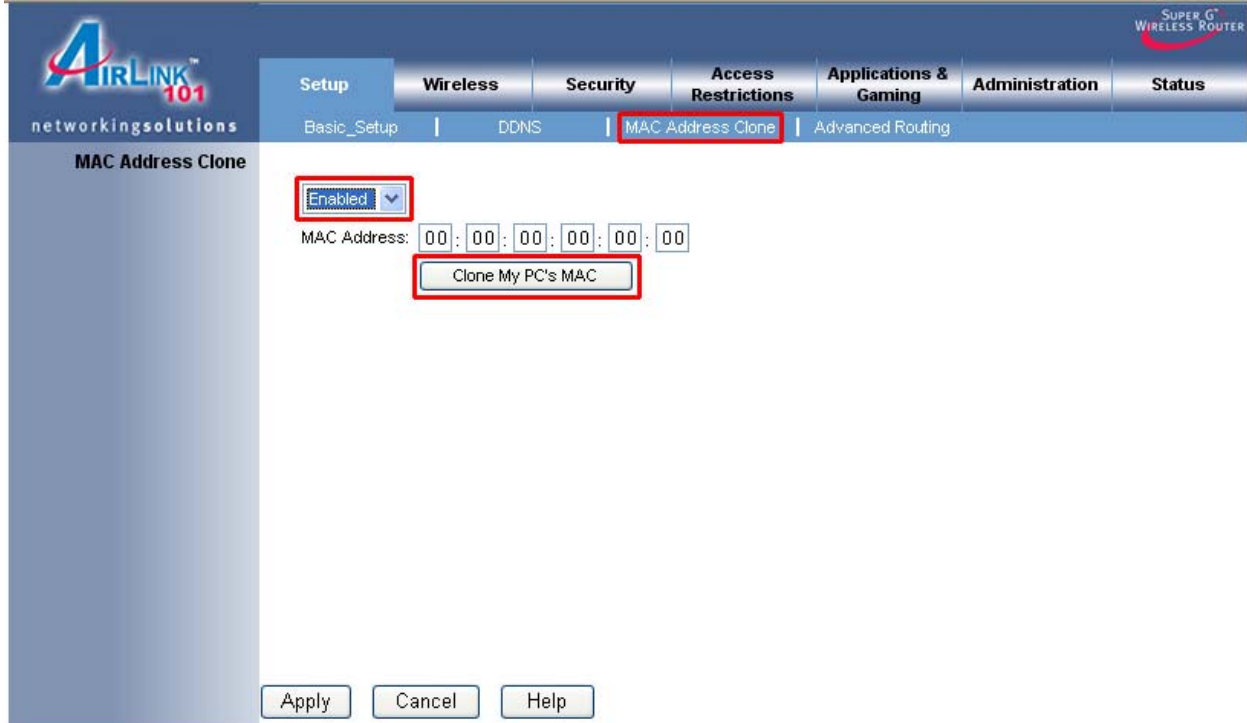 SUPER G™
WIRELESS ROUTER
AIRLINK™
101
networkingsolutions
Setup
Wireless
Security
Access Restrictions
Applications & Gaming
Administration
Status
Basic_Setup | DDNS | MAC Address Clone | Advanced Routing
MAC Address Clone
Enabled
MAC Address: 00 : 00 : 00 : 00 : 00 : 00
Clone My PC's MAC
Apply
Cancel
Help